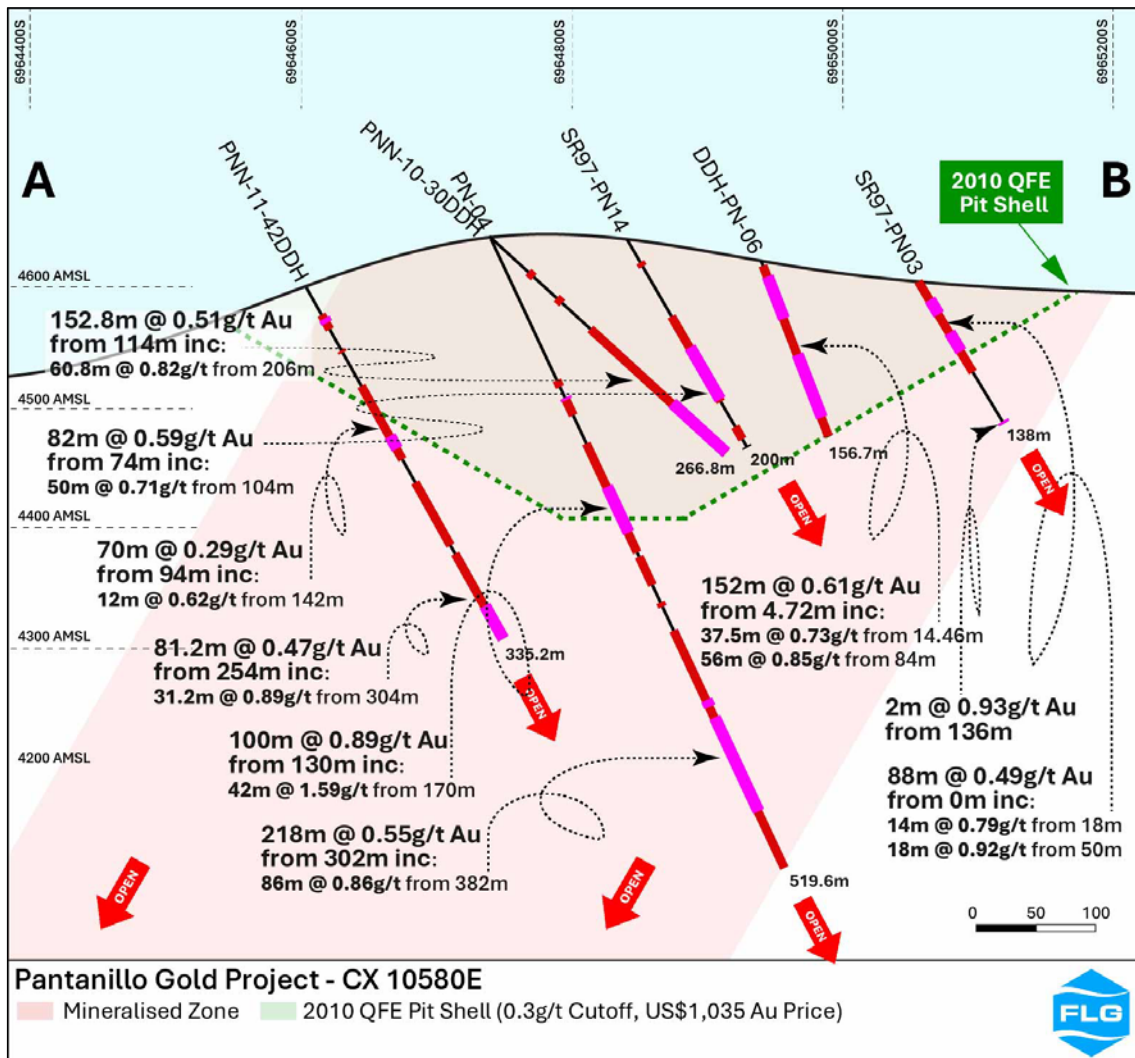 6964400S
6964600S
6964800S
6965000S
6965200S
A
B
PNN-11-42DDH
PNN-10-30DDH
PN-04
SR97-PN14
DDH-PN-06
SR97-PN03
2010 QFE
Pit Shell
4600 AMSL
4500 AMSL
4400 AMSL
4300 AMSL
4200 AMSL
152.8m @ 0.51g/t Au
from 114m inc:
60.8m @ 0.82g/t from 206m
82m @ 0.59g/t Au
from 74m inc:
50m @ 0.71g/t from 104m
70m @ 0.29g/t Au
from 94m inc:
12m @ 0.62g/t from 142m
81.2m @ 0.47g/t Au
from 254m inc:
31.2m @ 0.89g/t from 304m
100m @ 0.89g/t Au
from 130m inc:
42m @ 1.59g/t from 170m
218m @ 0.55g/t Au
from 302m inc:
86m @ 0.86g/t from 382m
152m @ 0.61g/t Au
from 4.72m inc:
37.5m @ 0.73g/t from 14.46m
56m @ 0.85g/t from 84m
2m @ 0.93g/t Au
from 136m
88m @ 0.49g/t Au
from 0m inc:
14m @ 0.79g/t from 18m
18m @ 0.92g/t from 50m
266.8m
200m
156.7m
138m
335.2m
519.6m
OPEN
OPEN
OPEN
OPEN
OPEN
OPEN
0 50 100
Pantanillo Gold Project - CX 10580E
Mineralised Zone
2010 QFE Pit Shell (0.3g/t Cutoff, US$1,035 Au Price)
FLG